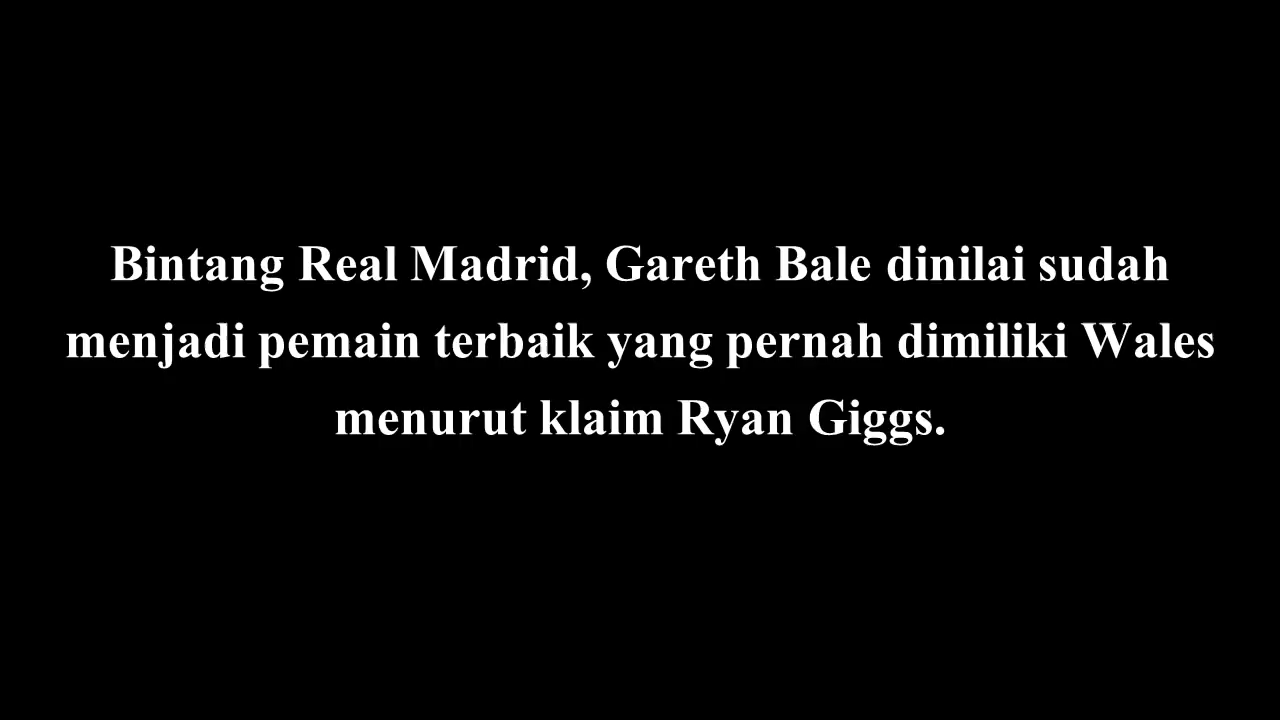 Bintang Real Madrid, Gareth Bale dinilai sudah
menjadi pemain terbaik yang pernah dimiliki Wales
menurut klaim Ryan Giggs.